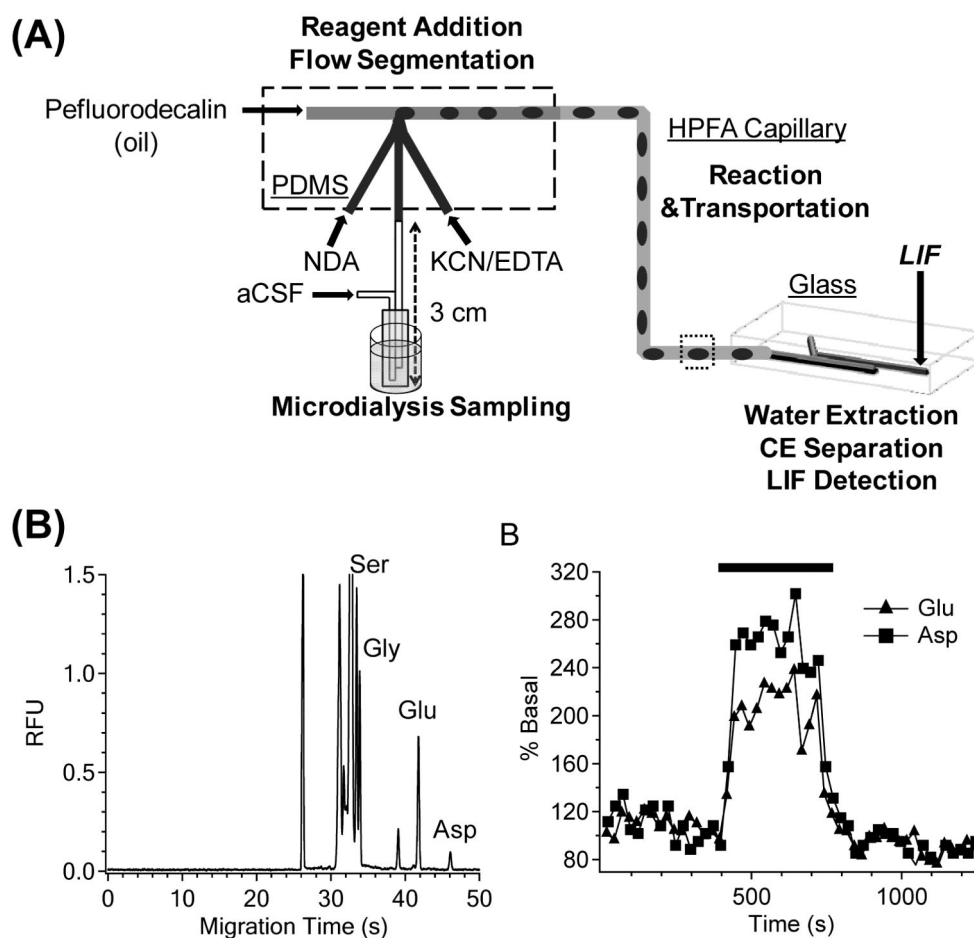 (A)
Reagent Addition
Flow Segmentation
Pefluorodecalin
(oil)
PDMS
HPFA Capillary
Reaction
&Transportation
NDA
KCN/EDTA
aCSF
3 cm
LIF
Glass
Microdialysis Sampling
Water Extraction
CE Separation
LIF Detection
(B)
RFU
1.5
1.0
0.5
0.0
Ser
Gly
Glu
Asp
0 10 20 30 40 50
Migration Time (s)
B
% Basal
320
280
240
200
160
120
80
Glu
Asp
500 1000
Time (s)